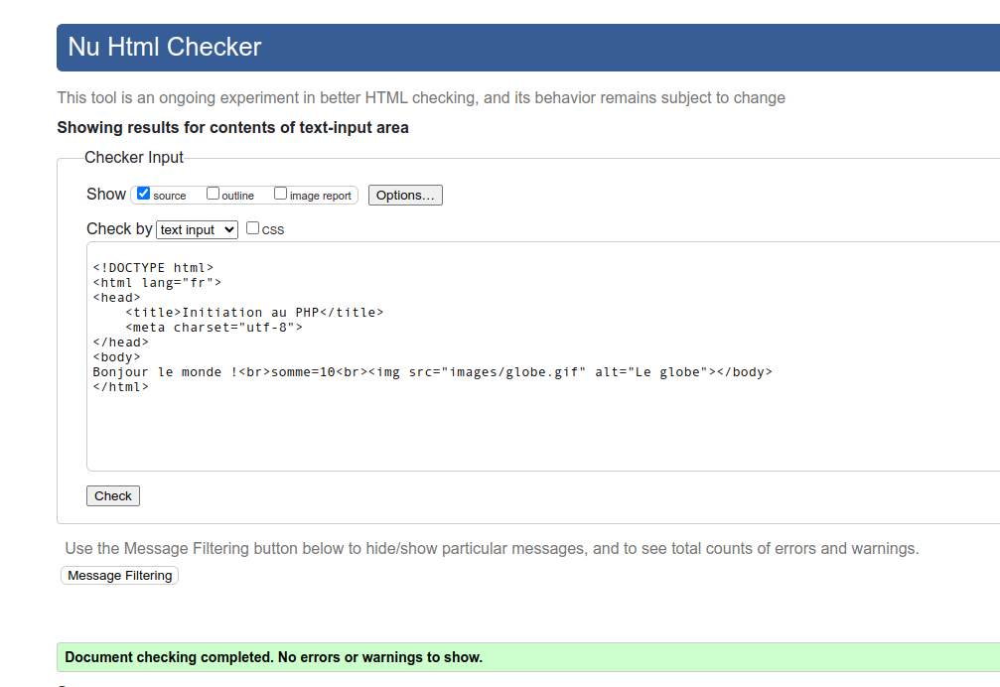 Nu Html Checker
This tool is an ongoing experiment in better HTML checking, and its behavior remains subject to change
Showing results for contents of text-input area
Checker Input
Show source outline image report Options...
Check by text input css
<!DOCTYPE html>
<html lang="fr">
<head>
    <title>Initiation au PHP</title>
    <meta charset="utf-8">
</head>
<body>
Bonjour le monde !<br>somme=10<br><img src="images/globe.gif" alt="Le globe"></body>
</html>
Check
Use the Message Filtering button below to hide/show particular messages, and to see total counts of errors and warnings.
Message Filtering
Document checking completed. No errors or warnings to show.